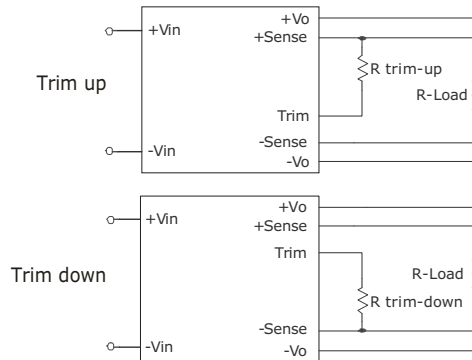 Trim up
+Vin
-Vin
+Vo
+Sense
Trim
-Sense
-Vo
R trim-up
R-Load
Trim down
+Vin
-Vin
+Vo
+Sense
Trim
-Sense
-Vo
R trim-down
R-Load